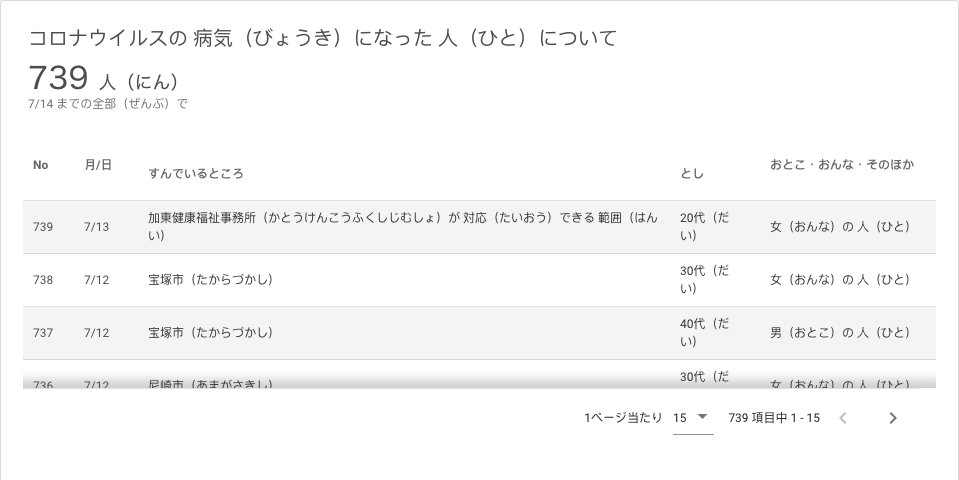 コロナウイルスの 病気（びょうき）になった 人（ひと）について
739 人（にん）
7/14 までの全部（ぜんぶ）で
No 月/日 すんでいるところ とし おとこ・おんな・そのほか
739 7/13 加東健康福祉事務所（かとうけんこうふくしじむしょ）が 対応（たいおう）できる 範囲（はん
い） 20代（だ
い） 女（おんな）の 人（ひと）
738 7/12 宝塚市（たからづかし） 30代（だ
い） 女（おんな）の 人（ひと）
737 7/12 宝塚市（たからづかし） 40代（だ
い） 男（おとこ）の 人（ひと）
736 7/12 尼崎市（あまがさきし） 30代（だ
女（おんな）の 人（ひと）
1ページ当たり 15 739 項目中 1 - 15